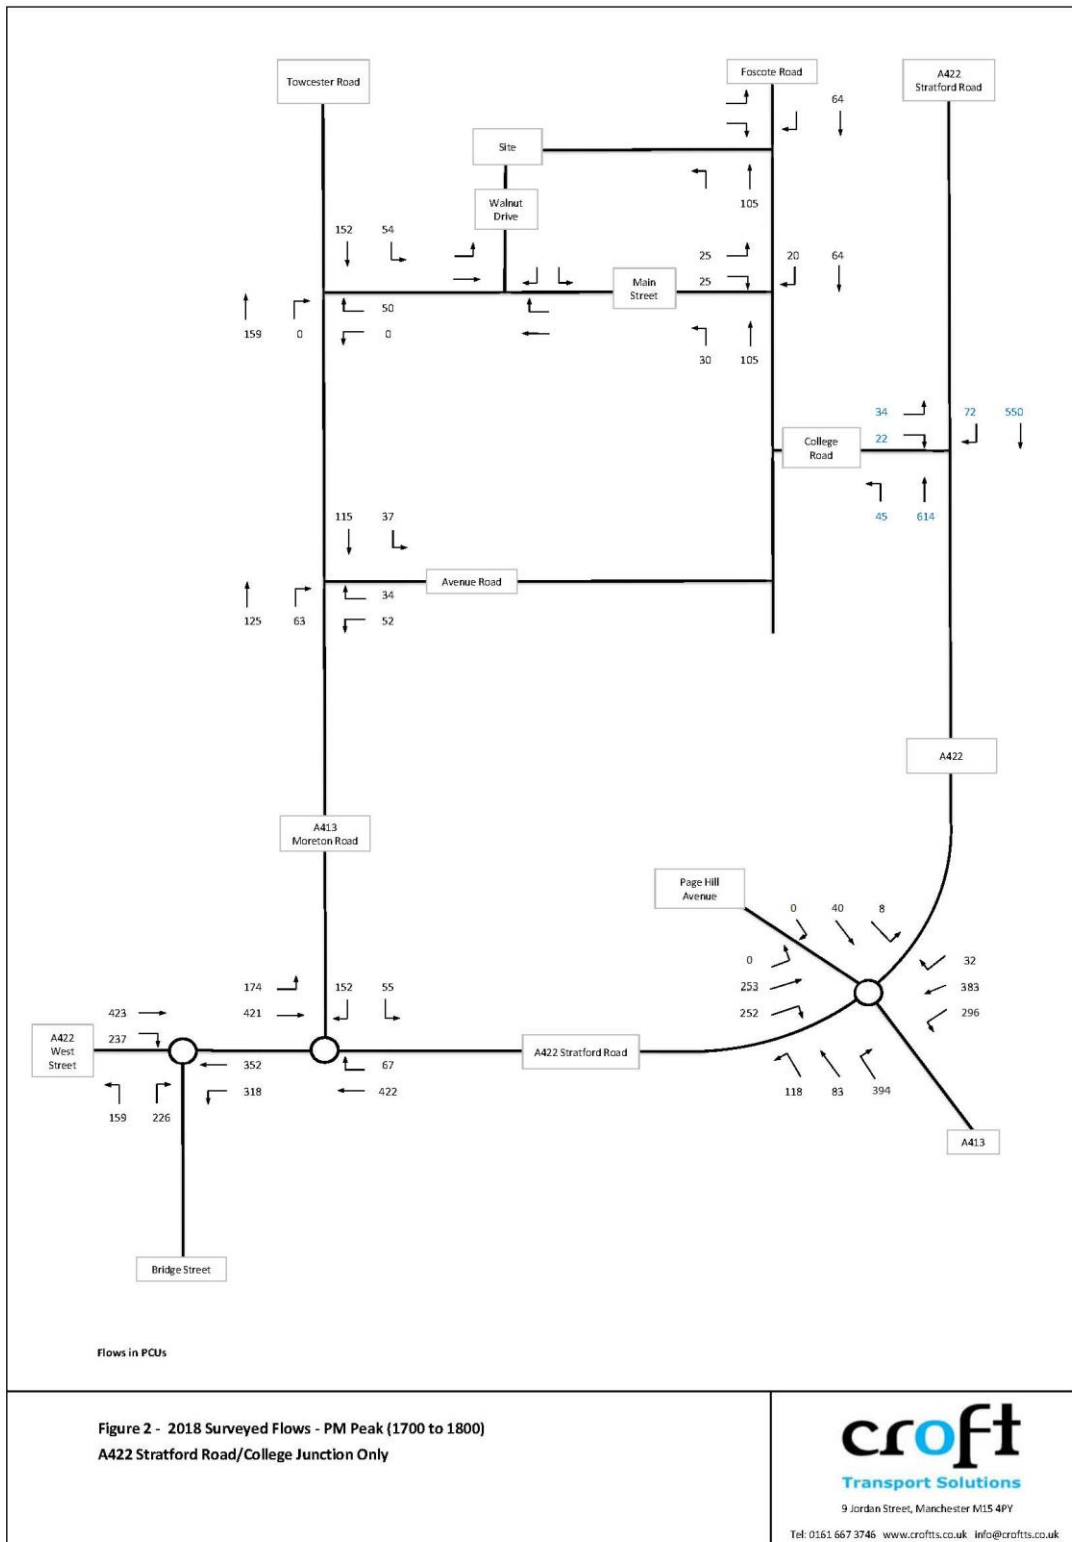 Towcester Road
Foscote Road
A422
Stratford Road
64
Site
105
Walnut
Drive
152 54
25
20 64
25
Main
Street
50
159 0
0
30 105
34
72 550
22
College
Road
45 614
115 37
Avenue Road
34
125 63
52
A422
A413
Moreton Road
Page Hill
Avenue
0 40 8
0
32
253
383
252
296
174
152 55
423
421
A422
West
Street
237
352
A422 Stratford Road
67
318
422
118 83 394
159 226
A413
Bridge Street
Flows in PCUs
Figure 2 - 2018 Surveyed Flows - PM Peak (1700 to 1800)
A422 Stratford Road/College Junction Only
croft
Transport Solutions
9 Jordan Street, Manchester M15 4PY
Tel: 0161 667 3746 www.croftts.co.uk info@croftts.co.uk